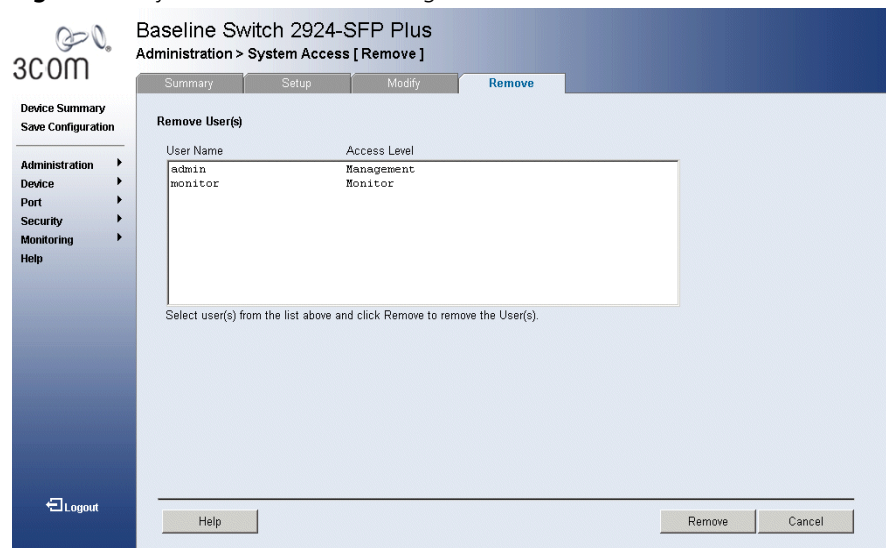 Baseline Switch 2924-SFP Plus
Administration > System Access [ Remove ]
3com
Summary Setup Modify Remove
Device Summary
Save Configuration
Administration
Device
Port
Security
Monitoring
Help
Remove User(s)
User Name Access Level
admin Management
monitor Monitor
Select user(s) from the list above and click Remove to remove the User(s).
Logout
Help Remove Cancel